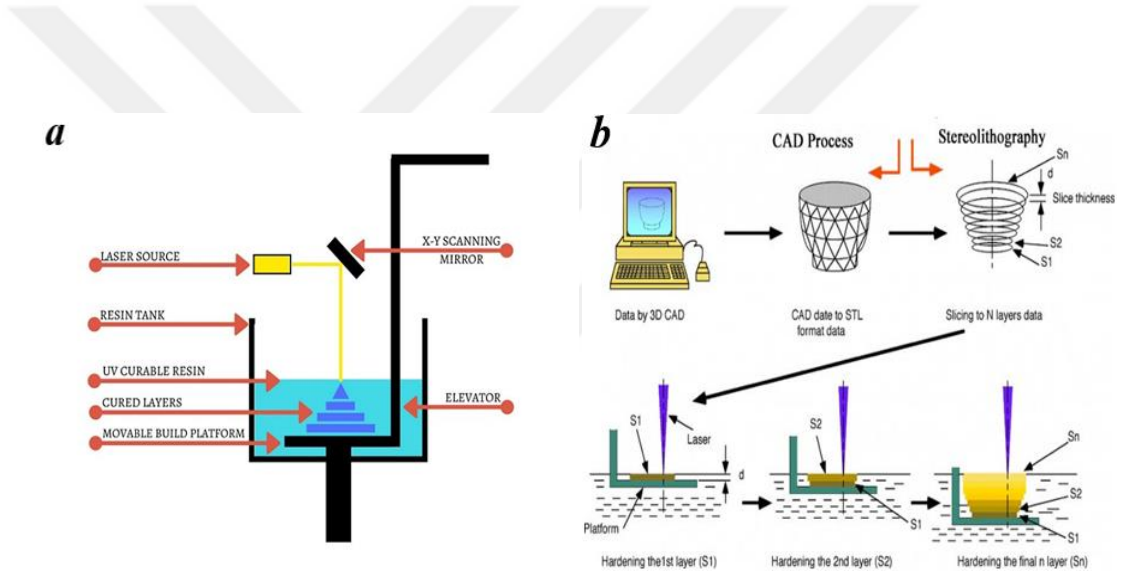 a
LASER SOURCE
X-Y SCANNING
MIRROR
RESIN TANK
UV CURABLE RESIN
CURED LAYERS
ELEVATOR
MOVABLE BUILD PLATFORM
b
CAD Process
Stereolithography
Sn
d
Slice thickness
S2
S1
Data by 3D CAD
CAD date to STL
format data
Slicing to N layers data
S1
Laser
d
Platform
Hardening the1st layer (S1)
S2
S1
Hardening the 2nd layer (S2)
Sn
S2
S1
Hardening the final n layer (Sn)